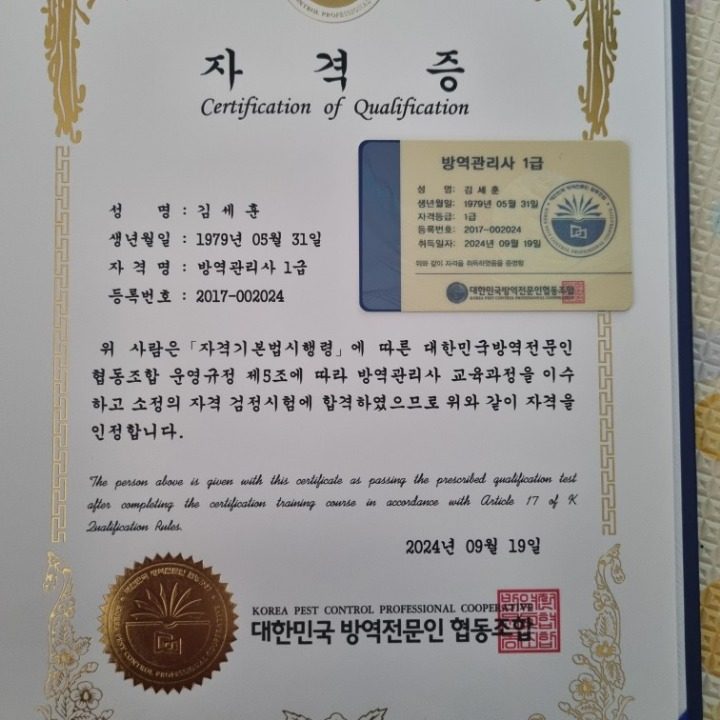 CONTROL PROFESSIONAL
자 격 증
Certification of Qualification
성 명 : 김 세 훈
생년월일 : 1979년 05월 31일
자 격 명 : 방역관리사 1급
등록번호 : 2017-002024
방역관리사 1급
성 명: 김 세 훈
생년월일: 1979년 05월 31일
자격등급: 1급
등록번호: 2017-002024
취득일자: 2024년 09월 19일
위와 같이 자격을 취득하였음을 증명함
대한민국방역전문인협동조합
KOREA PEST CONTROL PROFESSIONAL COOPERATIVE
위 사람은 「자격기본법시행령」에 따른 대한민국방역전문인
협동조합 운영규정 제5조에 따라 방역관리사 교육과정을 이수
하고 소정의 자격 검정시험에 합격하였으므로 위와 같이 자격을
인정합니다.
The person above is given with this certificate as passing the prescribed qualification test
after completing the certification training course in accordance with Article 17 of K
Qualification Rules.
2024년 09월 19일
KOREA PEST CONTROL PROFESSIONAL COOPERATIVE
대한민국 방역전문인 협동조합